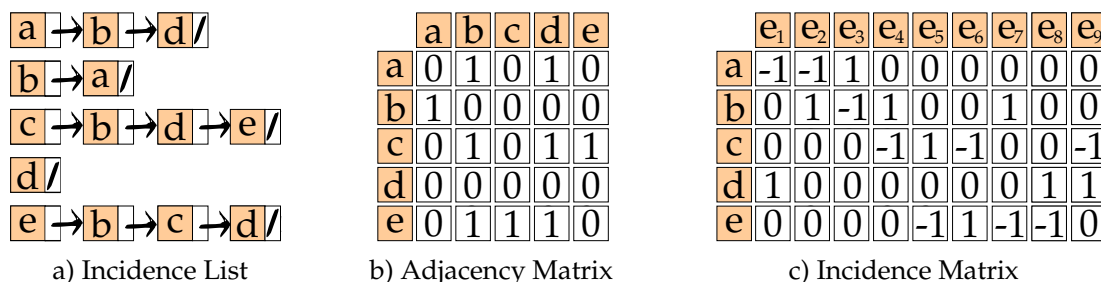 a b d /
b a /
c b d e /
d /
e b c d /
a) Incidence List
a b c d e
a 0 1 0 1 0
b 1 0 0 0 0
c 0 1 0 1 1
d 0 0 0 0 0
e 0 1 1 1 0
b) Adjacency Matrix
e₁ e₂ e₃ e₄ e₅ e₆ e₇ e₈ e₉
a -1 -1 1 0 0 0 0 0 0
b 0 1 -1 1 0 0 1 0 0
c 0 0 0 -1 1 -1 0 0 -1
d 1 0 0 0 0 0 0 1 1
e 0 0 0 0 -1 1 -1 -1 0
c) Incidence Matrix